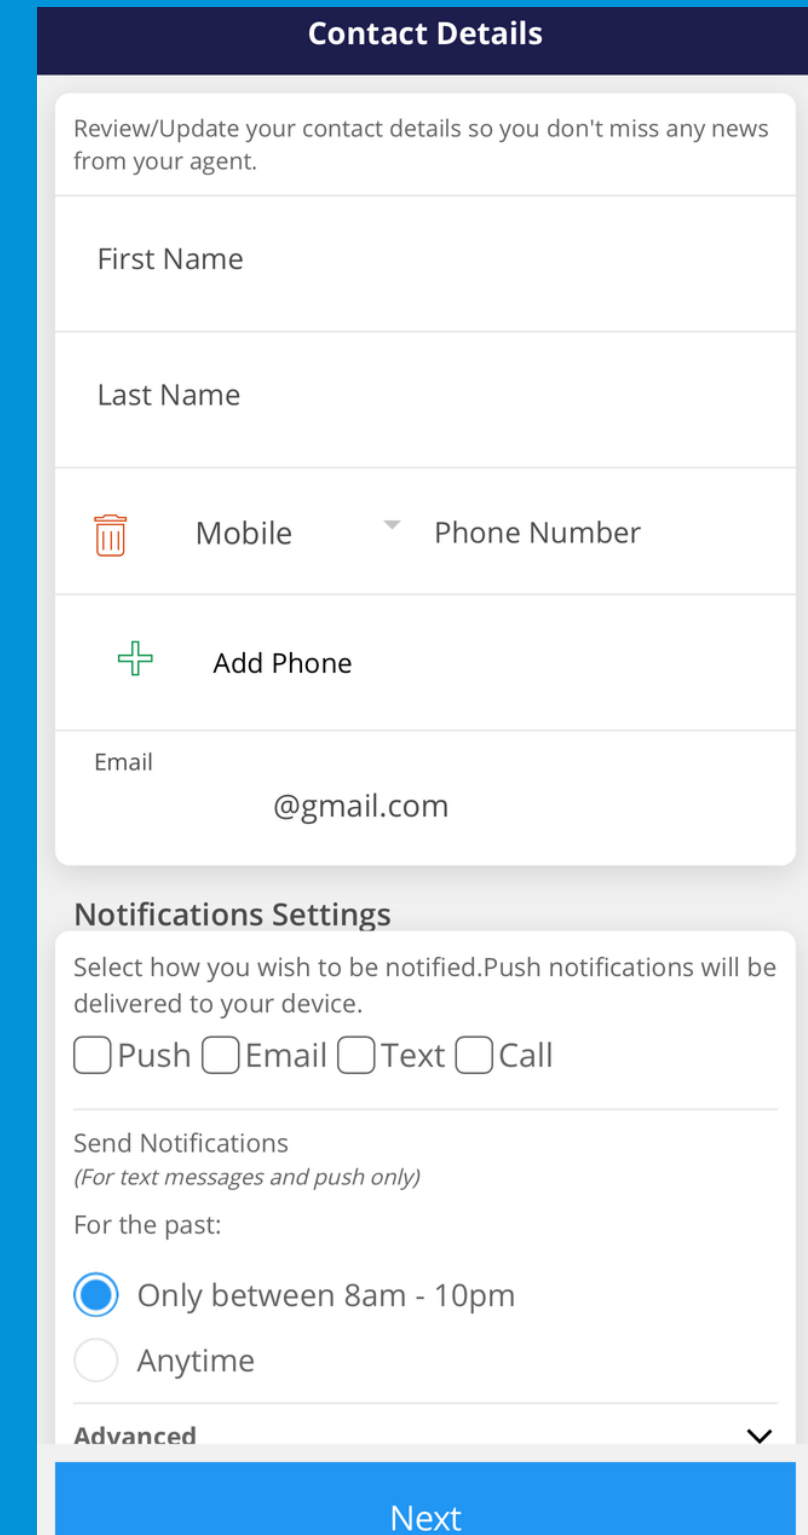 Contact Details
Review/Update your contact details so you don't miss any news
from your agent.
First Name
Last Name
Mobile Phone Number
Add Phone
Email
@gmail.com
Notifications Settings
Select how you wish to be notified.Push notifications will be
delivered to your device.
Push Email Text Call
Send Notifications
(For text messages and push only)
For the past:
Only between 8am - 10pm
Anytime
Advanced
Next